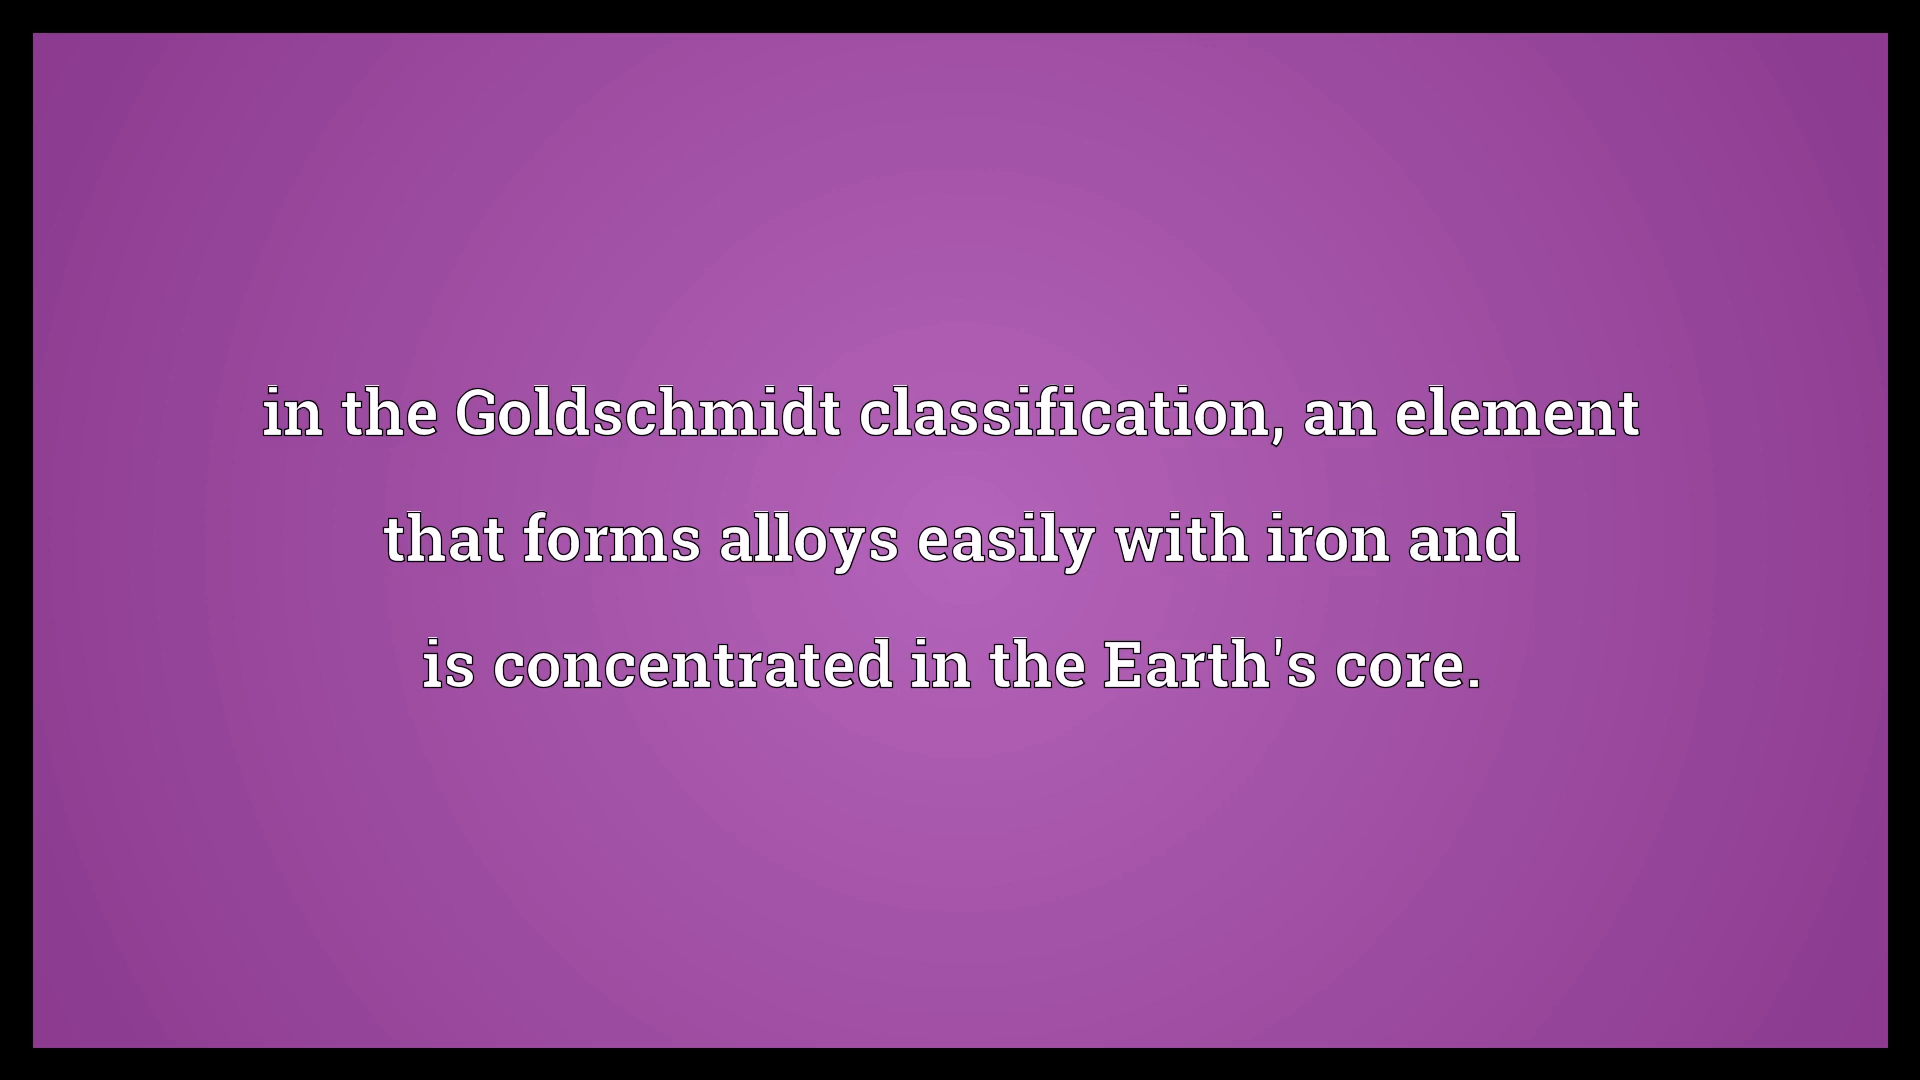 in the Goldschmidt classification, an element
that forms alloys easily with iron and
is concentrated in the Earth's core.